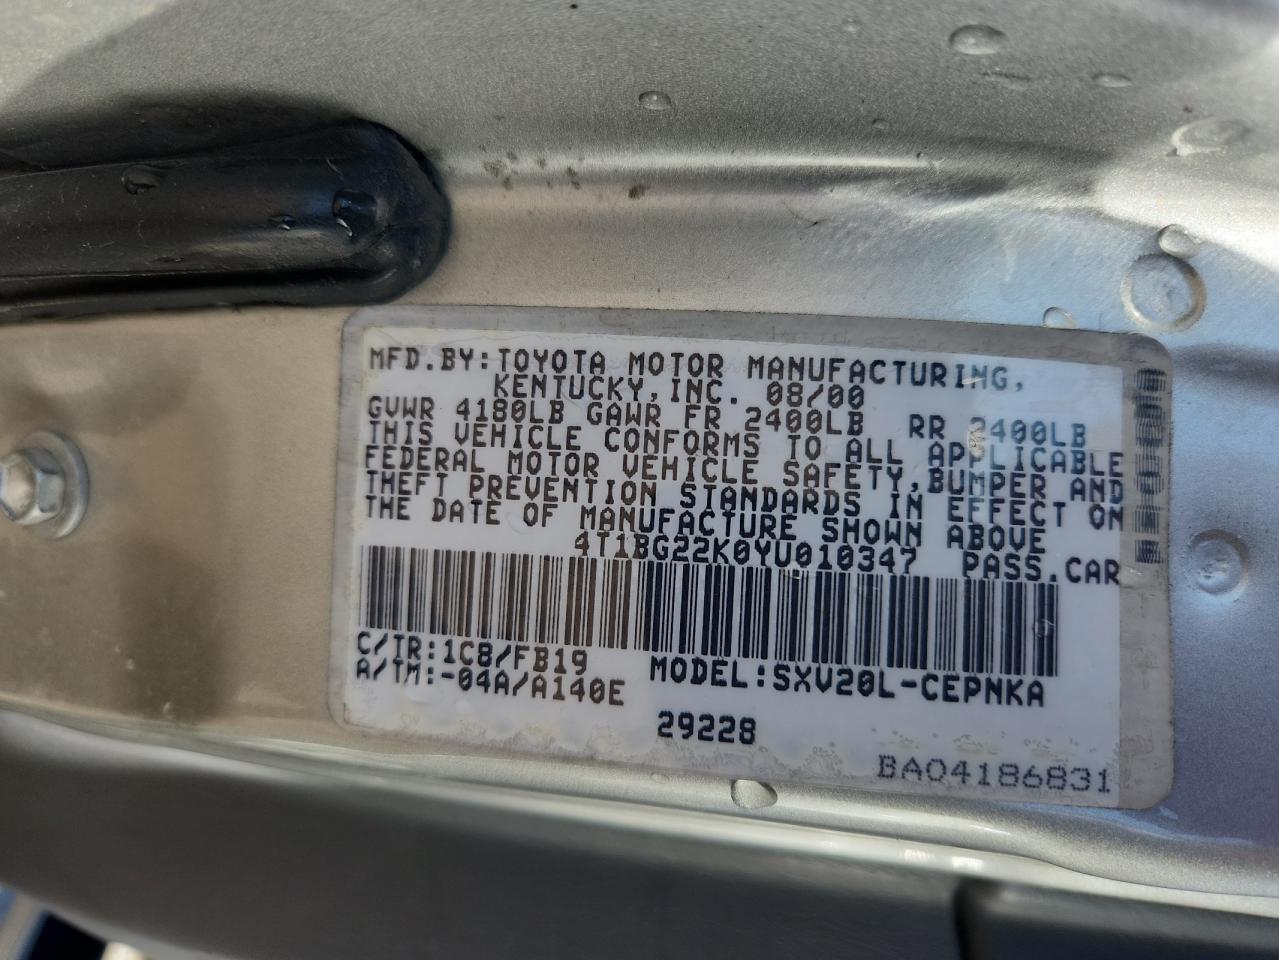 MFD.BY:TOYOTA MOTOR MANUFACTURING,
KENTUCKY,INC. 08/00
GVWR 4180LB GAWR FR 2400LB RR 2400LB
THIS VEHICLE CONFORMS TO ALL APPLICABLE
FEDERAL MOTOR VEHICLE SAFETY,BUMPER AND
THEFT PREVENTION STANDARDS IN EFFECT ON
THE DATE OF MANUFACTURE SHOWN ABOVE
4T1BG22K0YU010347 PASS.CAR
C/TR:1C8/FB19 MODEL:SXV20L-CEPNKA
A/TM:-04A/A140E
29228
BA04186831